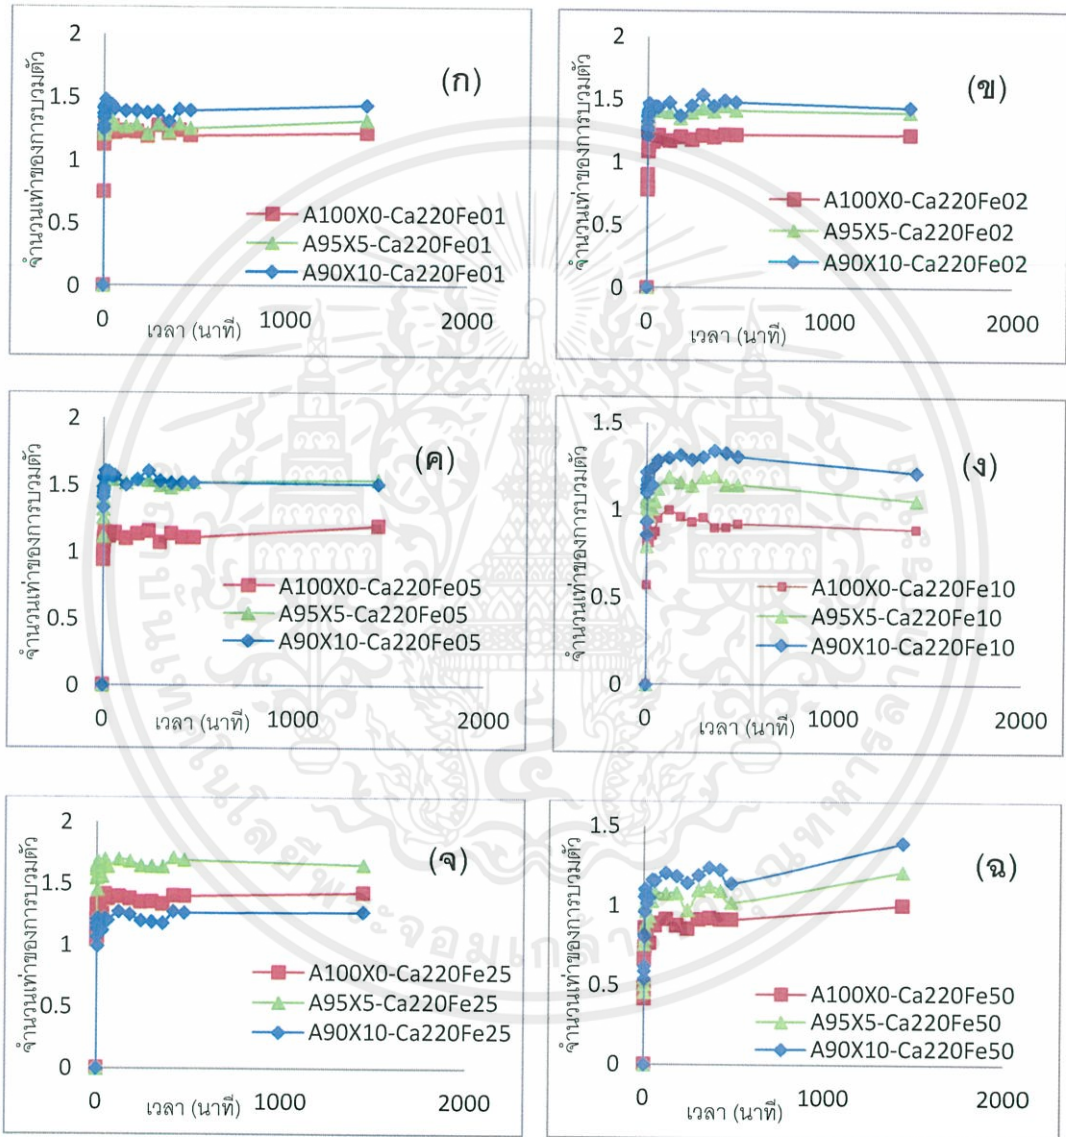 2
1.5
1
0.5
0
0
1000
2000
จำนวนเท่าของการบวมตัว
เวลา (นาที)
(ก)
A100X0-Ca220Fe01
A95X5-Ca220Fe01
A90X10-Ca220Fe01
2
1.5
1
0.5
0
0
1000
2000
จำนวนเท่าของการบวมตัว
เวลา (นาที)
(ข)
A100X0-Ca220Fe02
A95X5-Ca220Fe02
A90X10-Ca220Fe02
2
1.5
1
0.5
0
0
1000
2000
จำนวนเท่าของการบวมตัว
เวลา (นาที)
(ค)
A100X0-Ca220Fe05
A95X5-Ca220Fe05
A90X10-Ca220Fe05
1.5
1
0.5
0
0
1000
2000
จำนวนเท่าของการบวมตัว
เวลา (นาที)
(ง)
A100X0-Ca220Fe10
A95X5-Ca220Fe10
A90X10-Ca220Fe10
2
1.5
1
0.5
0
0
1000
2000
จำนวนเท่าของการบวมตัว
เวลา (นาที)
(จ)
A100X0-Ca220Fe25
A95X5-Ca220Fe25
A90X10-Ca220Fe25
1.5
1
0.5
0
0
1000
2000
จำนวนเท่าของการบวมตัว
เวลา (นาที)
(ฉ)
A100X0-Ca220Fe50
A95X5-Ca220Fe50
A90X10-Ca220Fe50